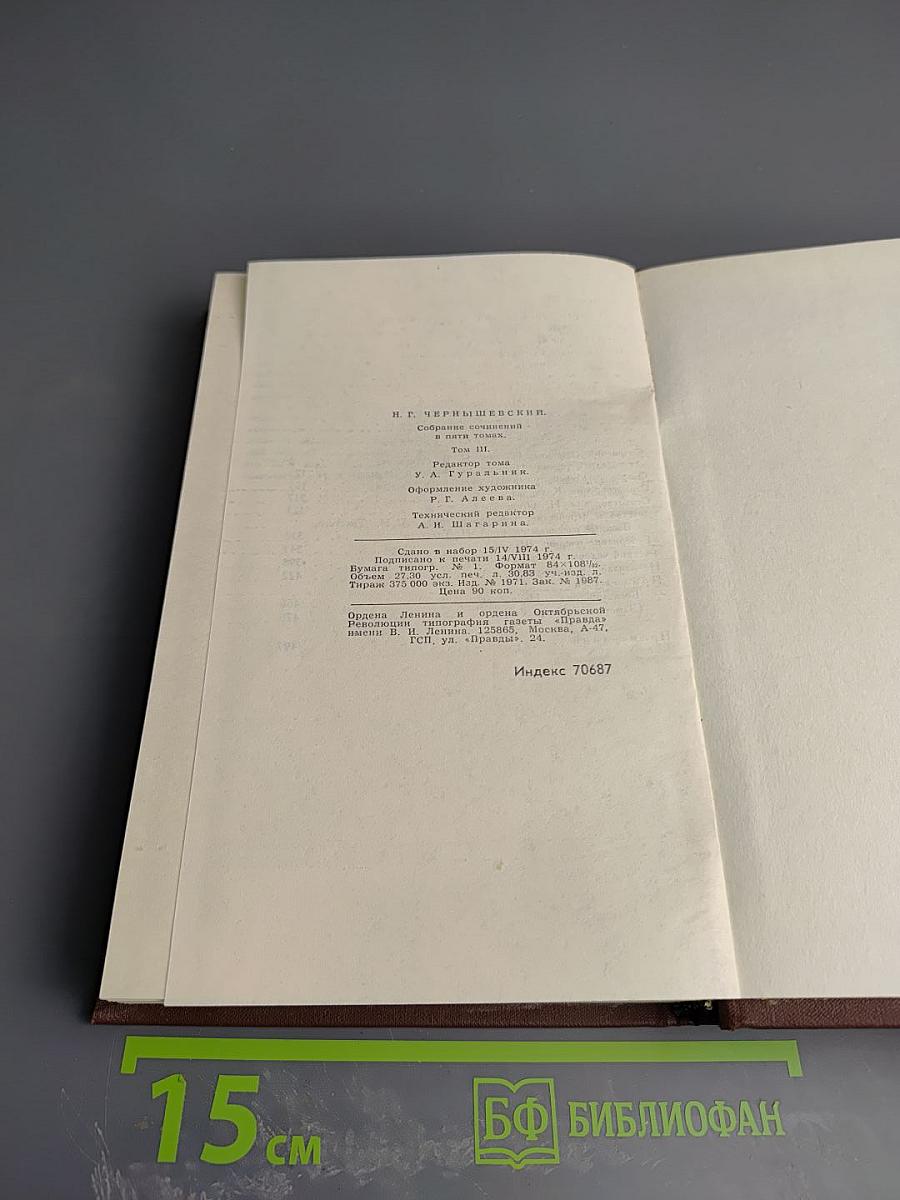 Н. Г. ЧЕРНЫШЕВСКИЙ.
Собрание сочинений
в пяти томах.
Том III.
Редактор тома
У. А. Гуральник.
Оформление художника
Р. Г. Алеева.
Технический редактор
А. И. Шагарина.
Сдано в набор 15/IV 1974 г.
Подписано к печати 14/VIII 1974 г.
Бумага типогр. № 1. Формат 84×108¹/₃₂.
Объем 27,30 усл. печ. л. 30,83 уч.-изд. л.
Тираж 375 000 экз. Изд. № 1971. Зак. № 1987.
Цена 90 коп.
Ордена Ленина и ордена Октябрьской
Революции типография газеты «Правда»
имени В. И. Ленина. 125865, Москва, А-47,
ГСП, ул. «Правды». 24.
Индекс 70687
15 см
БФ БИБЛИОФАН